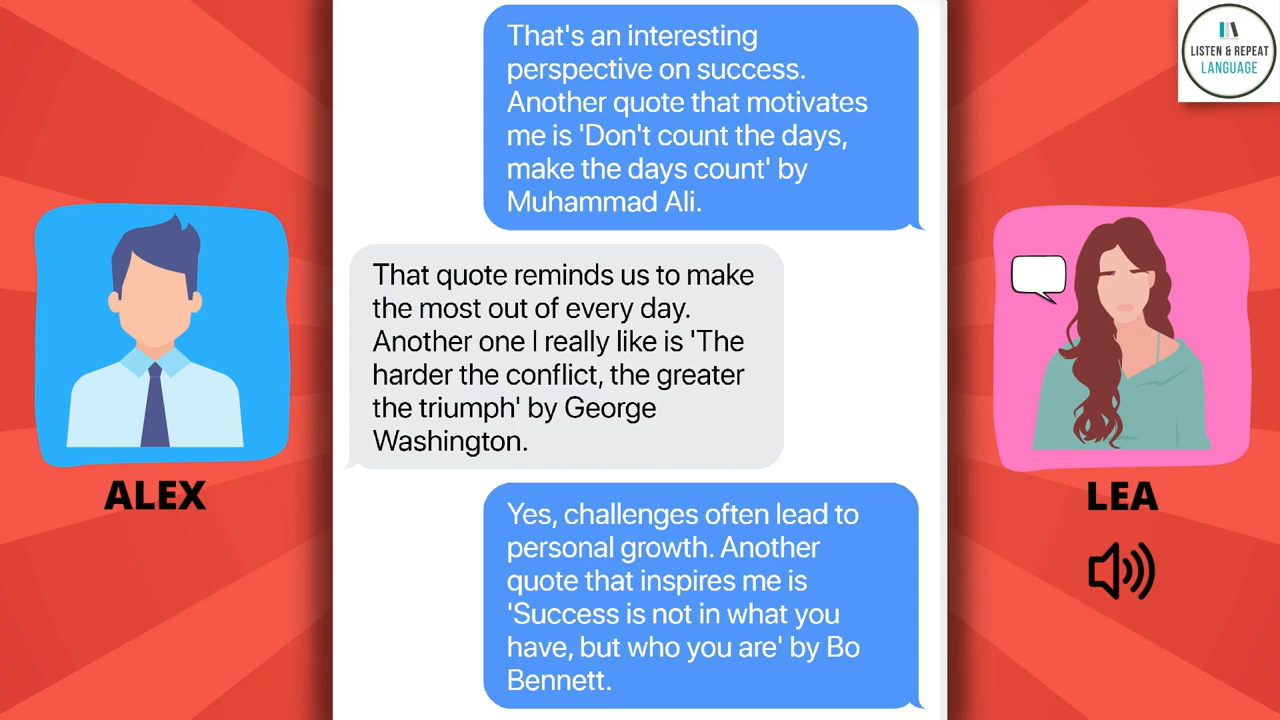 That's an interesting
perspective on success.
Another quote that motivates
me is 'Don't count the days,
make the days count' by
Muhammad Ali.
That quote reminds us to make
the most out of every day.
Another one I really like is 'The
harder the conflict, the greater
the triumph' by George
Washington.
Yes, challenges often lead to
personal growth. Another
quote that inspires me is
'Success is not in what you
have, but who you are' by Bo
Bennett.
ALEX
LEA
LISTEN & REPEAT
LANGUAGE